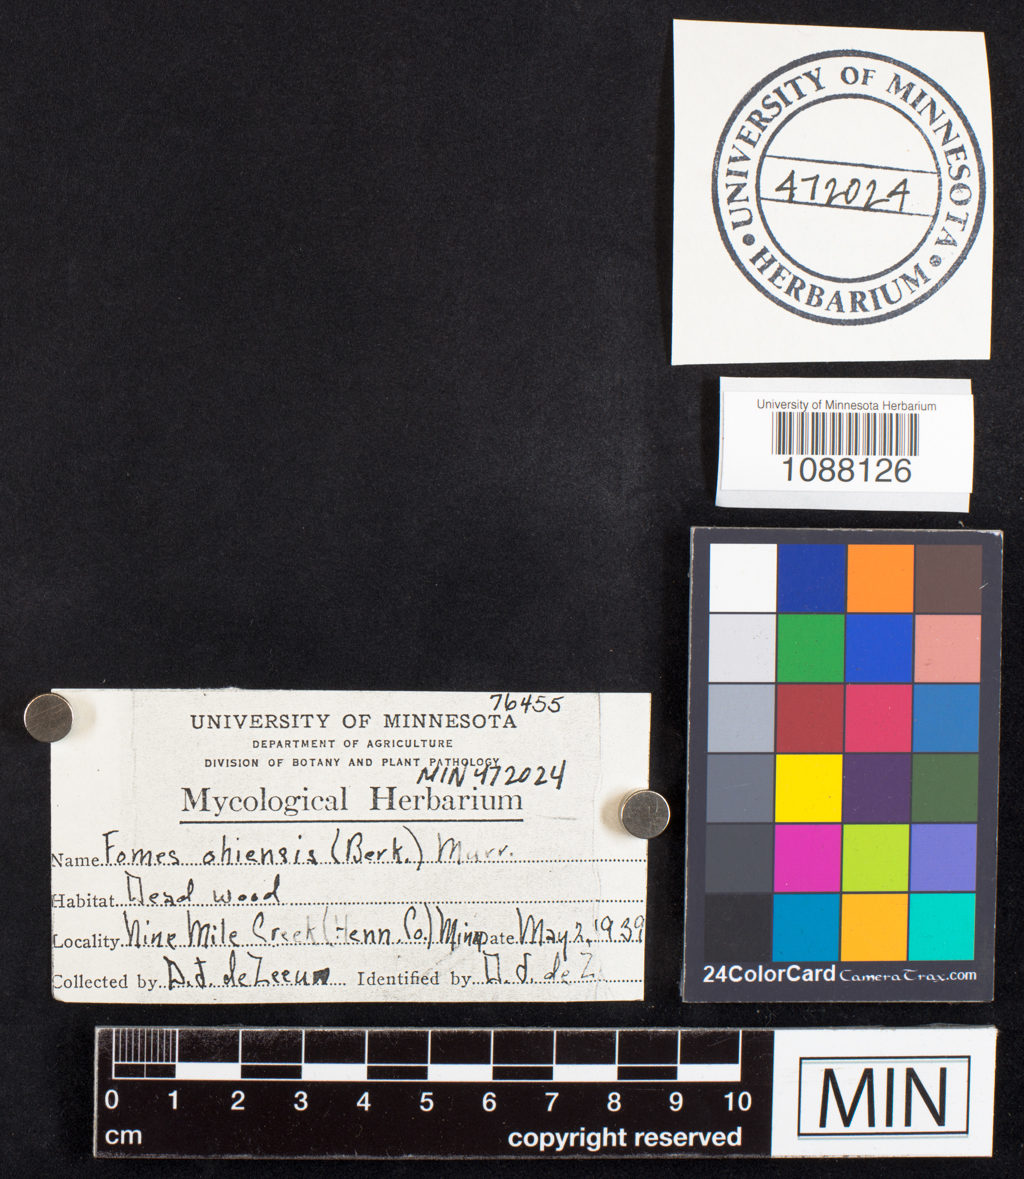 UNIVERSITY OF MINNESOTA
472024
HERBARIUM
University of Minnesota Herbarium
1088126
76455
UNIVERSITY OF MINNESOTA
DEPARTMENT OF AGRICULTURE
DIVISION OF BOTANY AND PLANT PATHOLOGY
MIN 472024
Mycological Herbarium
Name Fomes ohiensis (Berk.) Murr.
Habitat Dead wood
Locality Nine Mile Creek (Henn. Co.) Minn Date May 2, 1939
Collected by D.J. deZeeuw Identified by D. J. de Z.
24ColorCard CameraTrax.com
0 1 2 3 4 5 6 7 8 9 10
cm copyright reserved
MIN